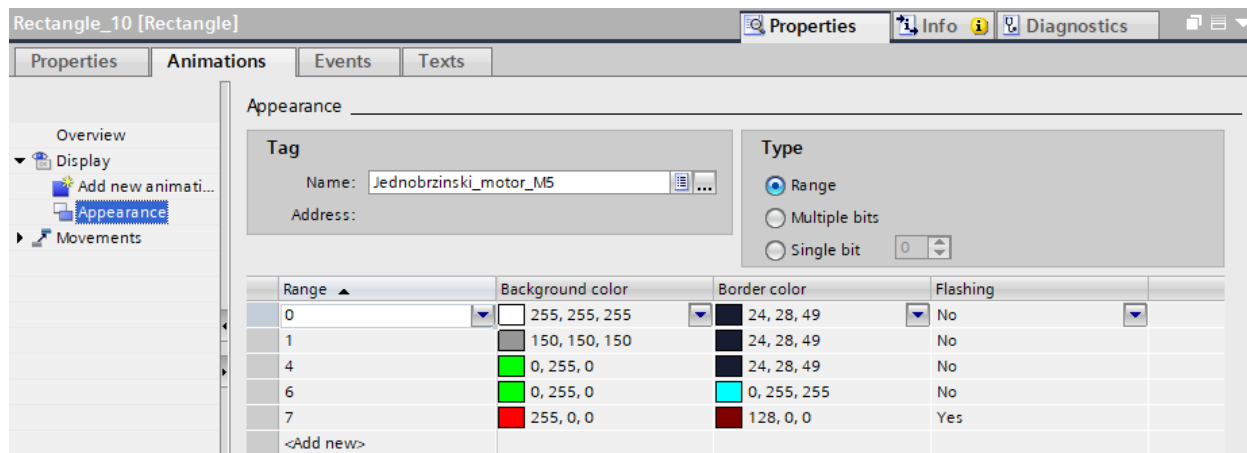 Rectangle_10 [Rectangle]
Properties Info Diagnostics
Properties Animations Events Texts
Overview
Display
Add new animati...
Appearance
Movements
Appearance
Tag
Name: Jednobrzinski_motor_M5 ...
Address:
Type
Range
Multiple bits
Single bit 0
Range Background color Border color Flashing
0 255, 255, 255 24, 28, 49 No
1 150, 150, 150 24, 28, 49 No
4 0, 255, 0 24, 28, 49 No
6 0, 255, 0 0, 255, 255 No
7 255, 0, 0 128, 0, 0 Yes
<Add new>